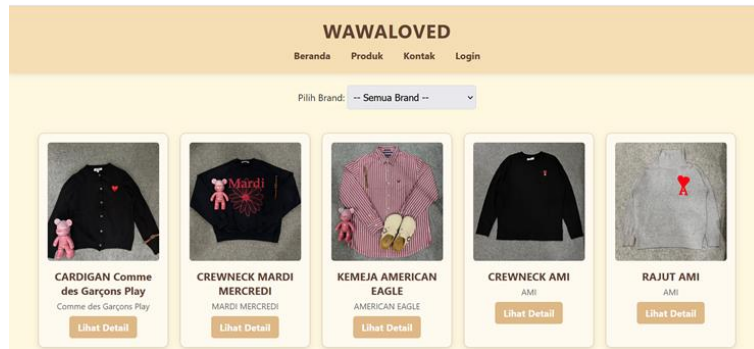 WAWALOVED
Beranda Produk Kontak Login
Pilih Brand: -- Semua Brand --
Mardi
CARDIGAN Comme
des Garçons Play
Comme des Garçons Play
Lihat Detail
CREWNECK MARDI
MERCREDI
MARDI MERCREDI
Lihat Detail
KEMEJA AMERICAN
EAGLE
AMERICAN EAGLE
Lihat Detail
CREWNECK AMI
AMI
Lihat Detail
RAJUT AMI
AMI
Lihat Detail